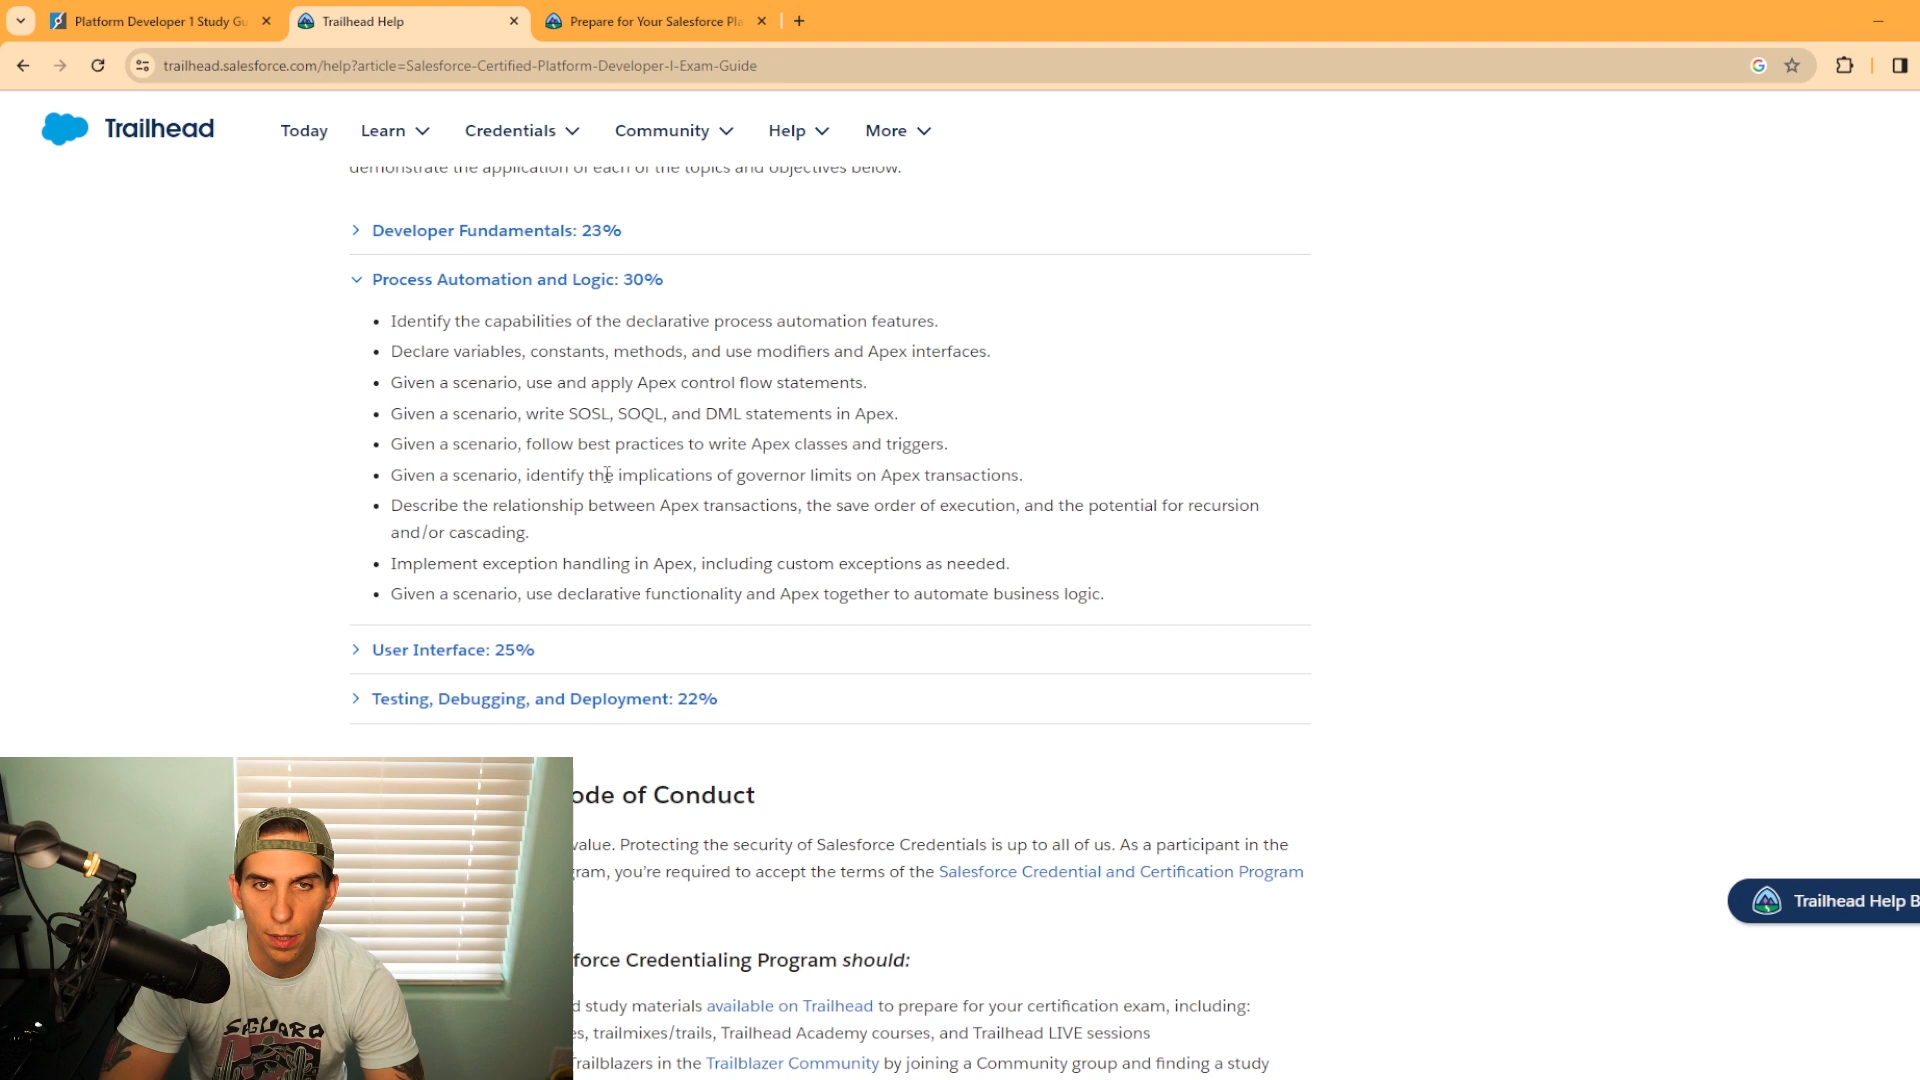 Platform Developer 1 Study Gu
Trailhead Help
Prepare for Your Salesforce Pla
trailhead.salesforce.com/help?article=Salesforce-Certified-Platform-Developer-I-Exam-Guide
Trailhead
Today
Learn
Credentials
Community
Help
More
demonstrate the application of each of the topics and objectives below.
Developer Fundamentals: 23%
Process Automation and Logic: 30%
• Identify the capabilities of the declarative process automation features.
• Declare variables, constants, methods, and use modifiers and Apex interfaces.
• Given a scenario, use and apply Apex control flow statements.
• Given a scenario, write SOSL, SOQL, and DML statements in Apex.
• Given a scenario, follow best practices to write Apex classes and triggers.
• Given a scenario, identify the implications of governor limits on Apex transactions.
• Describe the relationship between Apex transactions, the save order of execution, and the potential for recursion
and/or cascading.
• Implement exception handling in Apex, including custom exceptions as needed.
• Given a scenario, use declarative functionality and Apex together to automate business logic.
User Interface: 25%
Testing, Debugging, and Deployment: 22%
ode of Conduct
value. Protecting the security of Salesforce Credentials is up to all of us. As a participant in the
gram, you're required to accept the terms of the Salesforce Credential and Certification Program
Trailhead Help B
force Credentialing Program should:
d study materials available on Trailhead to prepare for your certification exam, including:
es, trailmixes/trails, Trailhead Academy courses, and Trailhead LIVE sessions
Trailblazers in the Trailblazer Community by joining a Community group and finding a study
SAGUARO